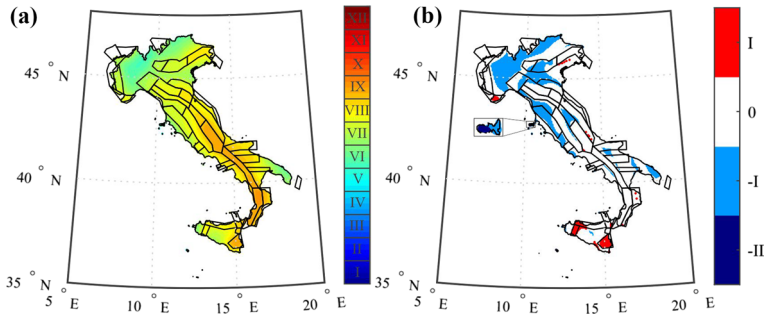 (a)
45 ° N
40 ° N
35 ° N
5 ° E
10 ° E
15 ° E
20 ° E
XII
XI
X
IX
VIII
VII
VI
V
IV
III
II
I
(b)
45 ° N
40 ° N
35 ° N
5 ° E
10 ° E
15 ° E
20 ° E
I
0
-I
-II